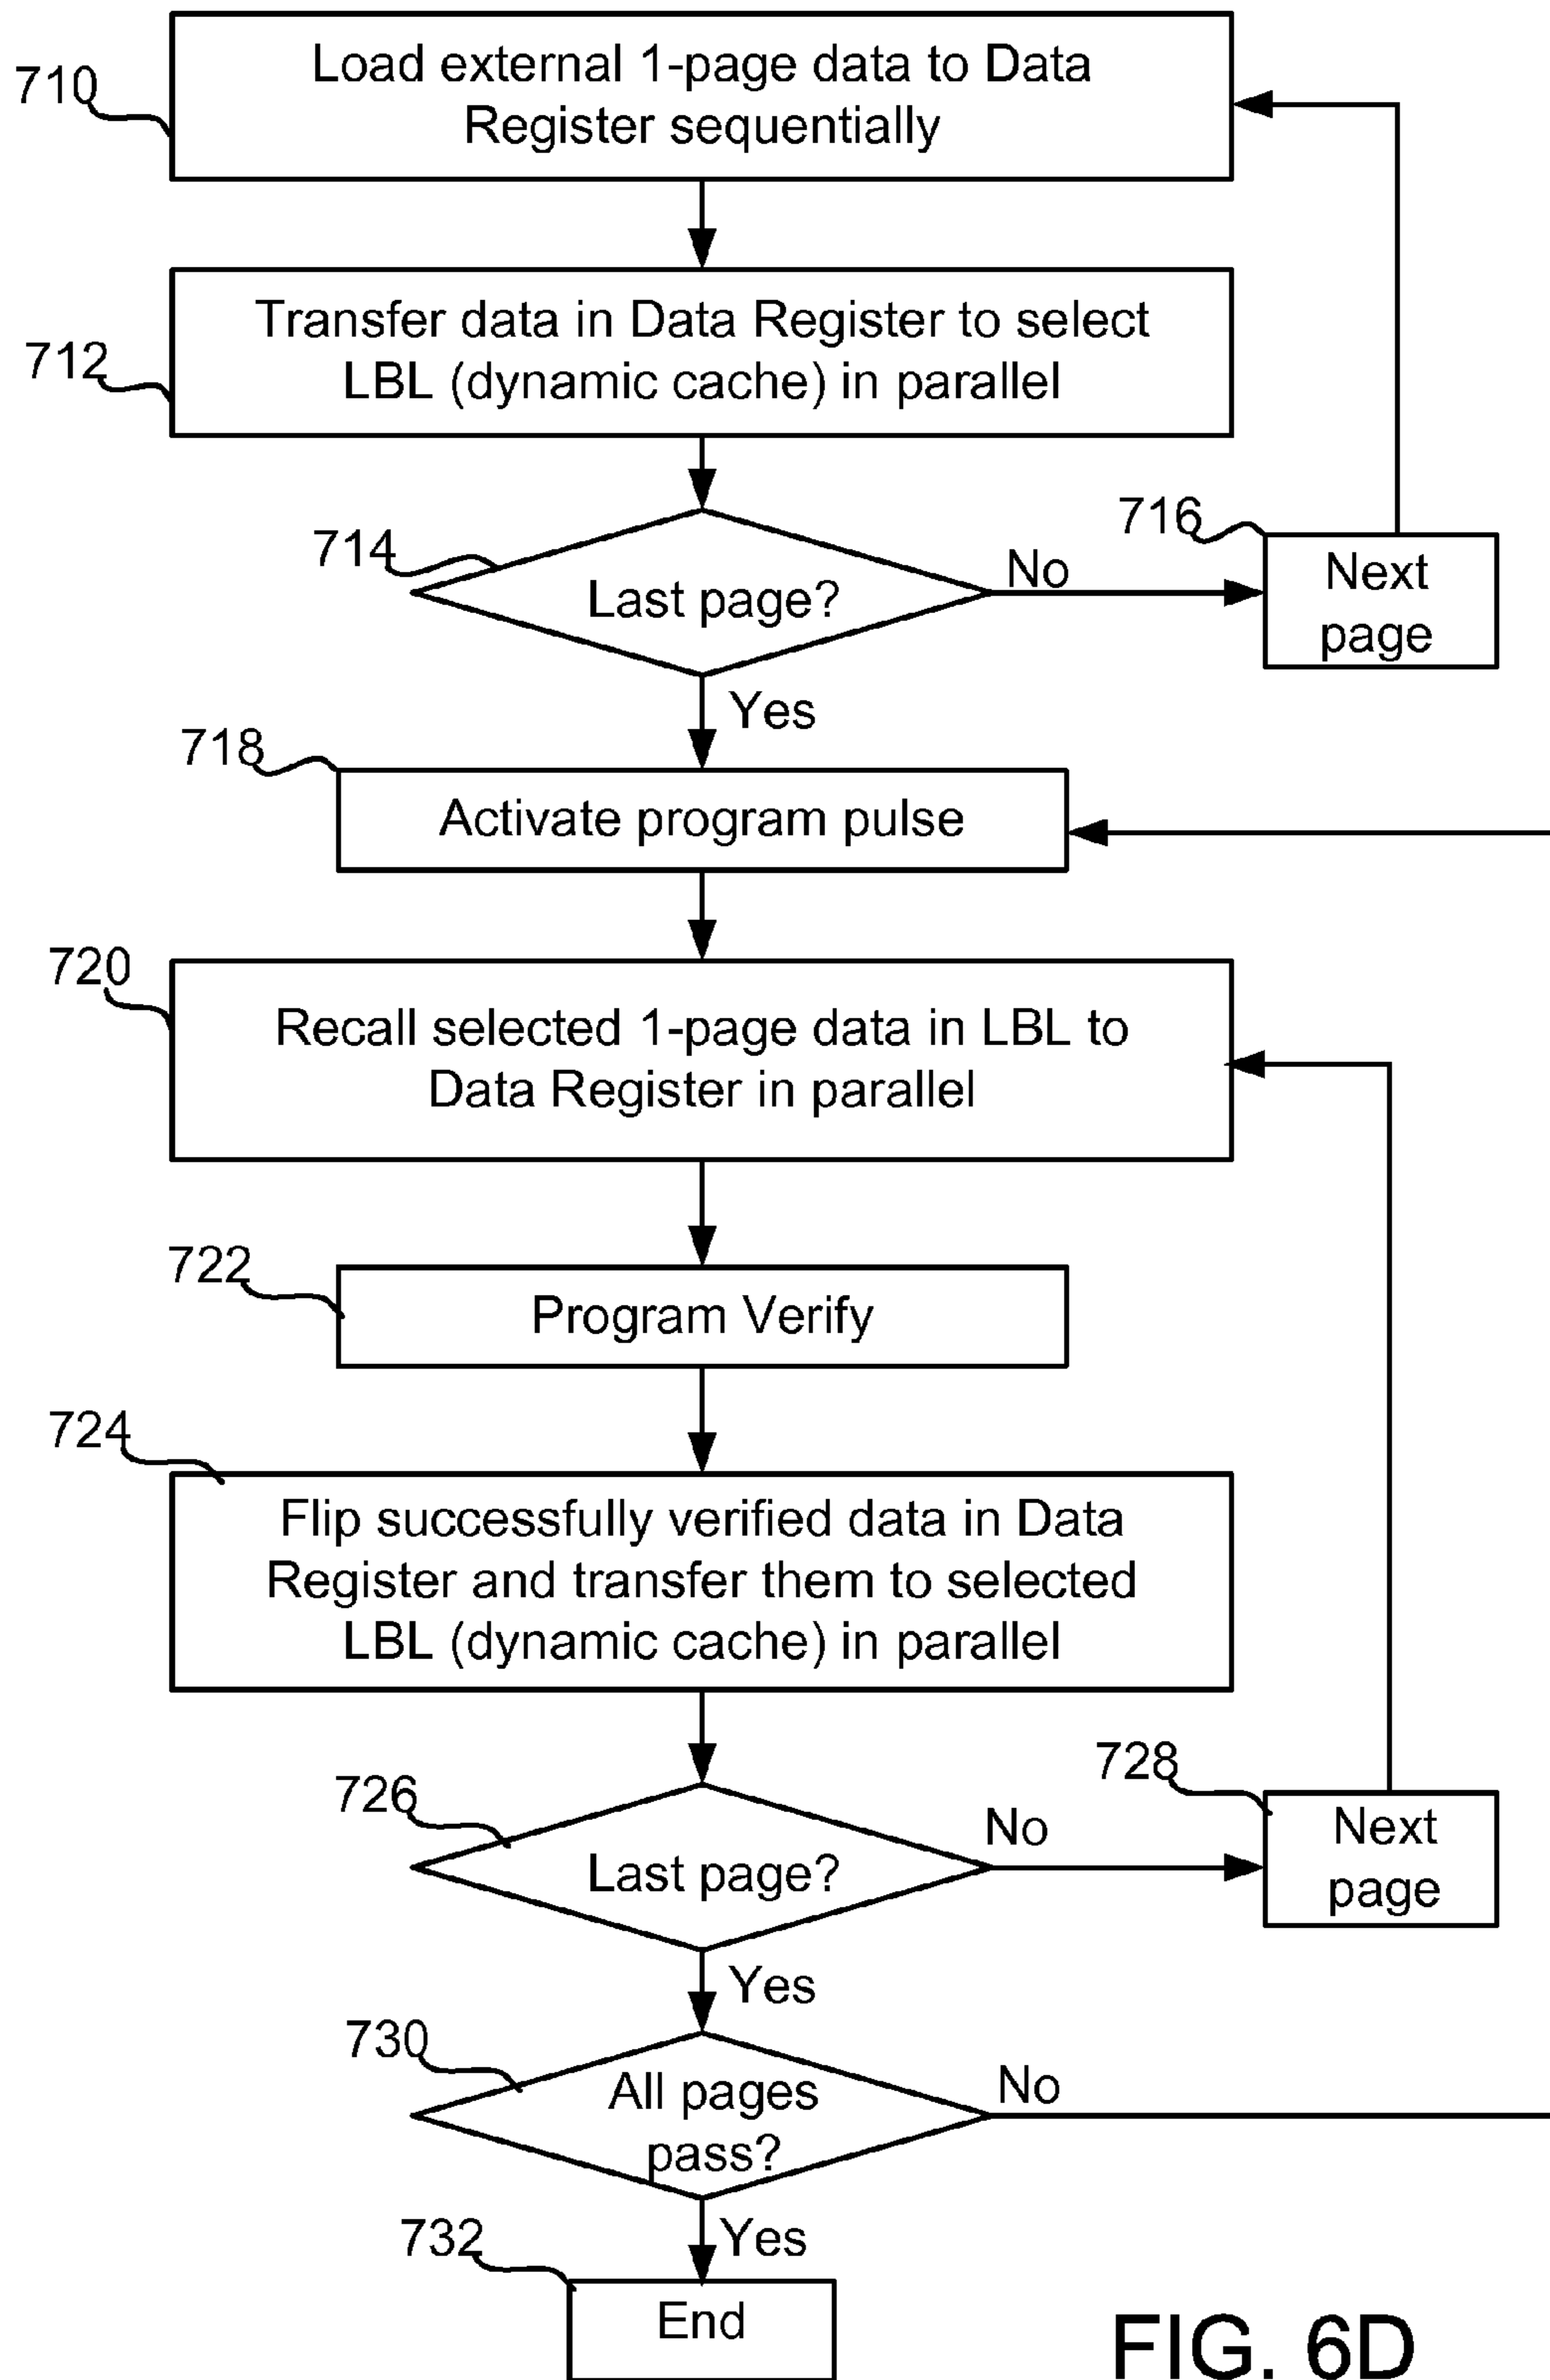 710
Load external 1-page data to Data
Register sequentially
712
Transfer data in Data Register to select
LBL (dynamic cache) in parallel
714
Last page?
No
716
Next
page
Yes
718
Activate program pulse
720
Recall selected 1-page data in LBL to
Data Register in parallel
722
Program Verify
724
Flip successfully verified data in Data
Register and transfer them to selected
LBL (dynamic cache) in parallel
726
Last page?
No
728
Next
page
Yes
730
All pages
pass?
No
Yes
732
End
FIG. 6D